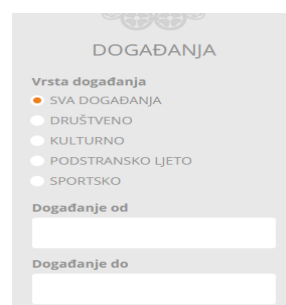 DOGAĐANJA
Vrsta događanja
SVA DOGAĐANJA
DRUŠTVENO
KULTURNO
PODSTRANSKO LJETO
SPORTSKO
Događanje od
Događanje do